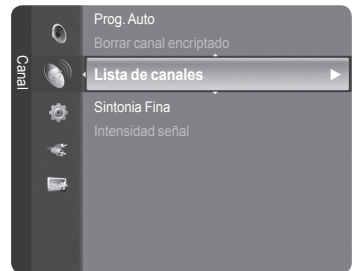 Canal
Prog. Auto
Borrar canal encriptado
Lista de canales
Sintonia Fina
Intensidad señal